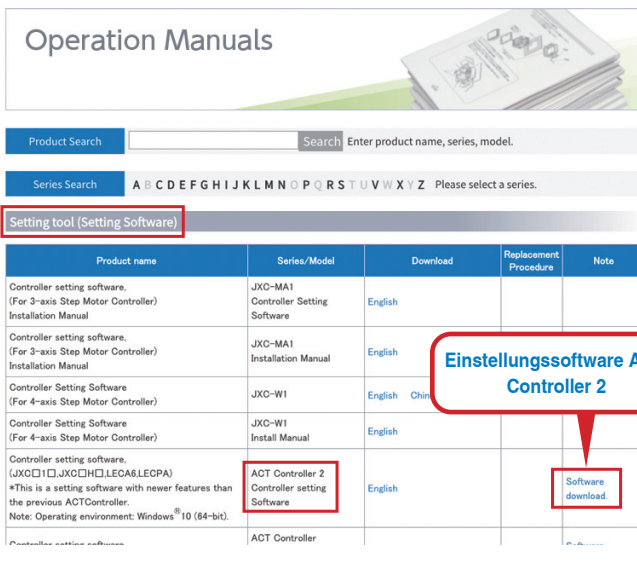 Operation Manuals
Product Search
Search
Enter product name, series, model.
Series Search
A B C D E F G H I J K L M N O P Q R S T U V W X Y Z
Please select a series.
Setting tool (Setting Software)
Product name
Series/Model
Download
Replacement
Procedure
Note
Controller setting software.
(For 3-axis Step Motor Controller)
Installation Manual
JXC-MA1
Controller Setting
Software
English
Controller setting software.
(For 3-axis Step Motor Controller)
Installation Manual
JXC-MA1
Installation Manual
English
Einstellungssoftware A
Controller 2
Controller Setting Software
(For 4-axis Step Motor Controller)
JXC-W1
English Chin
Controller Setting Software
(For 4-axis Step Motor Controller)
JXC-W1
Install Manual
English
Controller setting software.
(JXC□1□,JXC□H□,LECA6,LECPA)
*This is a setting software with newer features than
the previous ACTController.
Note: Operating environment: Windows®10 (64-bit).
ACT Controller 2
Controller setting
Software
English
Software
download.
Controller setting software
ACT Controller
Software